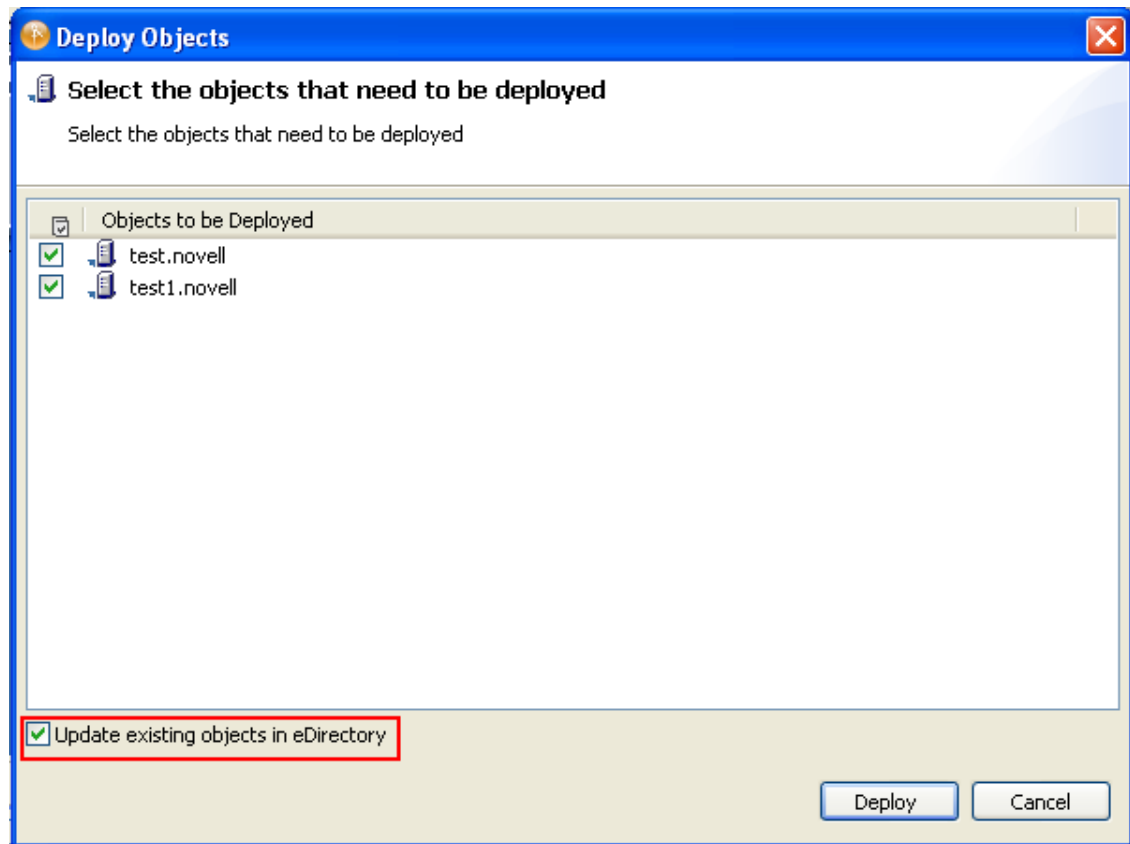 Deploy Objects
Select the objects that need to be deployed
Select the objects that need to be deployed
Objects to be Deployed
test.novell
test1.novell
Update existing objects in eDirectory
Deploy Cancel